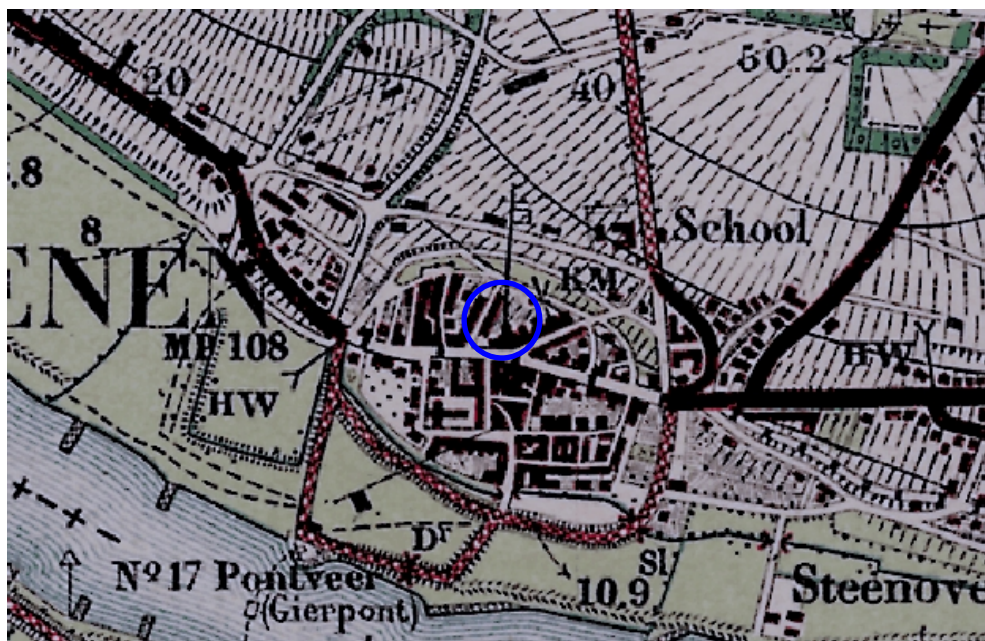 20
40
50.2
.8
8
School
ENEN
KM
MP 108
HW
HW
Dr
Nº 17 Pontveer
(Gierpont)
10.9
Sl
Steenove